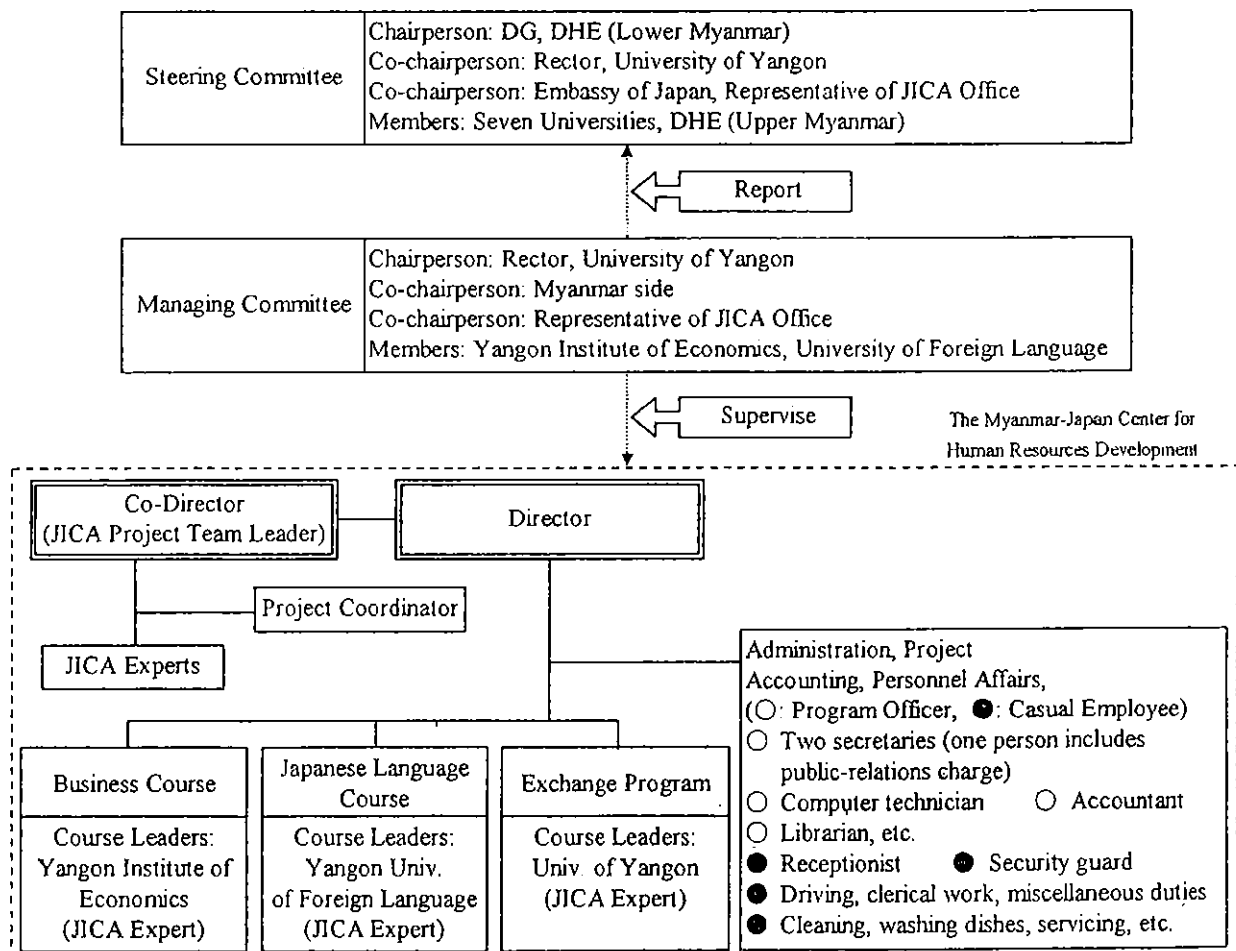 Steering Committee
Chairperson: DG, DHE (Lower Myanmar)
Co-chairperson: Rector, University of Yangon
Co-chairperson: Embassy of Japan, Representative of JICA Office
Members: Seven Universities, DHE (Upper Myanmar)
Report
Managing Committee
Chairperson: Rector, University of Yangon
Co-chairperson: Myanmar side
Co-chairperson: Representative of JICA Office
Members: Yangon Institute of Economics, University of Foreign Language
Supervise
The Myanmar-Japan Center for
Human Resources Development
Co-Director
(JICA Project Team Leader)
Director
Project Coordinator
JICA Experts
Administration, Project
Accounting, Personnel Affairs,
(○: Program Officer, ●: Casual Employee)
○ Two secretaries (one person includes
public-relations charge)
○ Computer technician ○ Accountant
○ Librarian, etc.
● Receptionist ● Security guard
● Driving, clerical work, miscellaneous duties
● Cleaning, washing dishes, servicing, etc.
Business Course
Course Leaders:
Yangon Institute of
Economics
(JICA Expert)
Japanese Language
Course
Course Leaders:
Yangon Univ.
of Foreign Language
(JICA Expert)
Exchange Program
Course Leaders:
Univ. of Yangon
(JICA Expert)